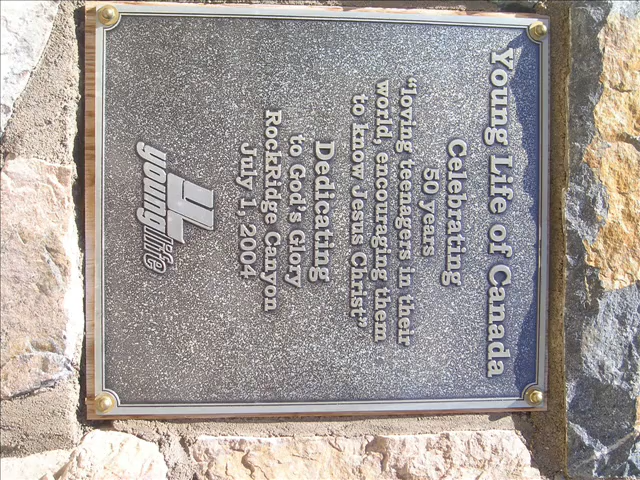 Young Life of Canada
Celebrating
50 years
"loving teenagers in their
world, encouraging them
to know Jesus Christ"
Dedicating
to God's Glory
RockRidge Canyon
July 1, 2004
YL
young life